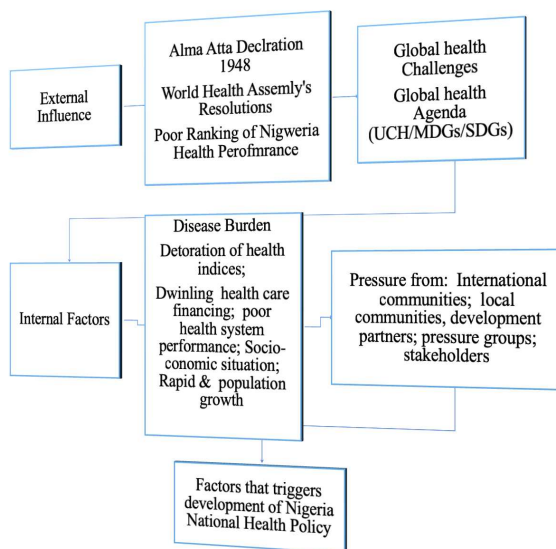 External
Influence
Alma Atta Declration
1948
World Health Assemly's
Resolutions
Poor Ranking of Nigweria
Health Perofmrance
Global health
Challenges
Global health
Agenda
(UCH/MDGs/SDGs)
Internal Factors
Disease Burden
Detoration of health
indices;
Dwinling health care
financing; poor
health system
performance; Socio-
economic situation;
Rapid & population
growth
Pressure from: International
communities; local
communities, development
partners; pressure groups;
stakeholders
Factors that triggers
development of Nigeria
National Health Policy